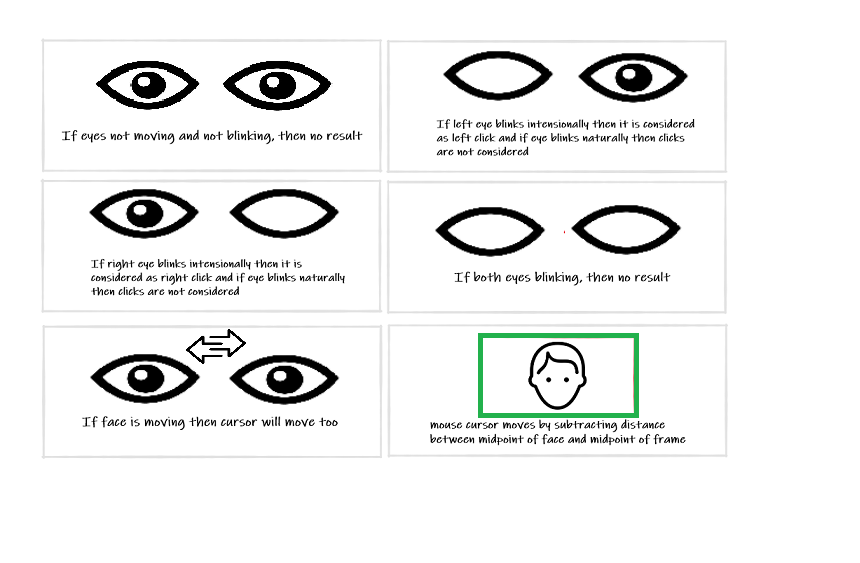 If eyes not moving and not blinking, then no result
If left eye blinks intensionally then it is considered
as left click and if eye blinks naturally then clicks
are not considered
If right eye blinks intensionally then it is
considered as right click and if eye blinks naturally
then clicks are not considered
If both eyes blinking, then no result
If face is moving then cursor will move too
mouse cursor moves by subtracting distance
between midpoint of face and midpoint of frame